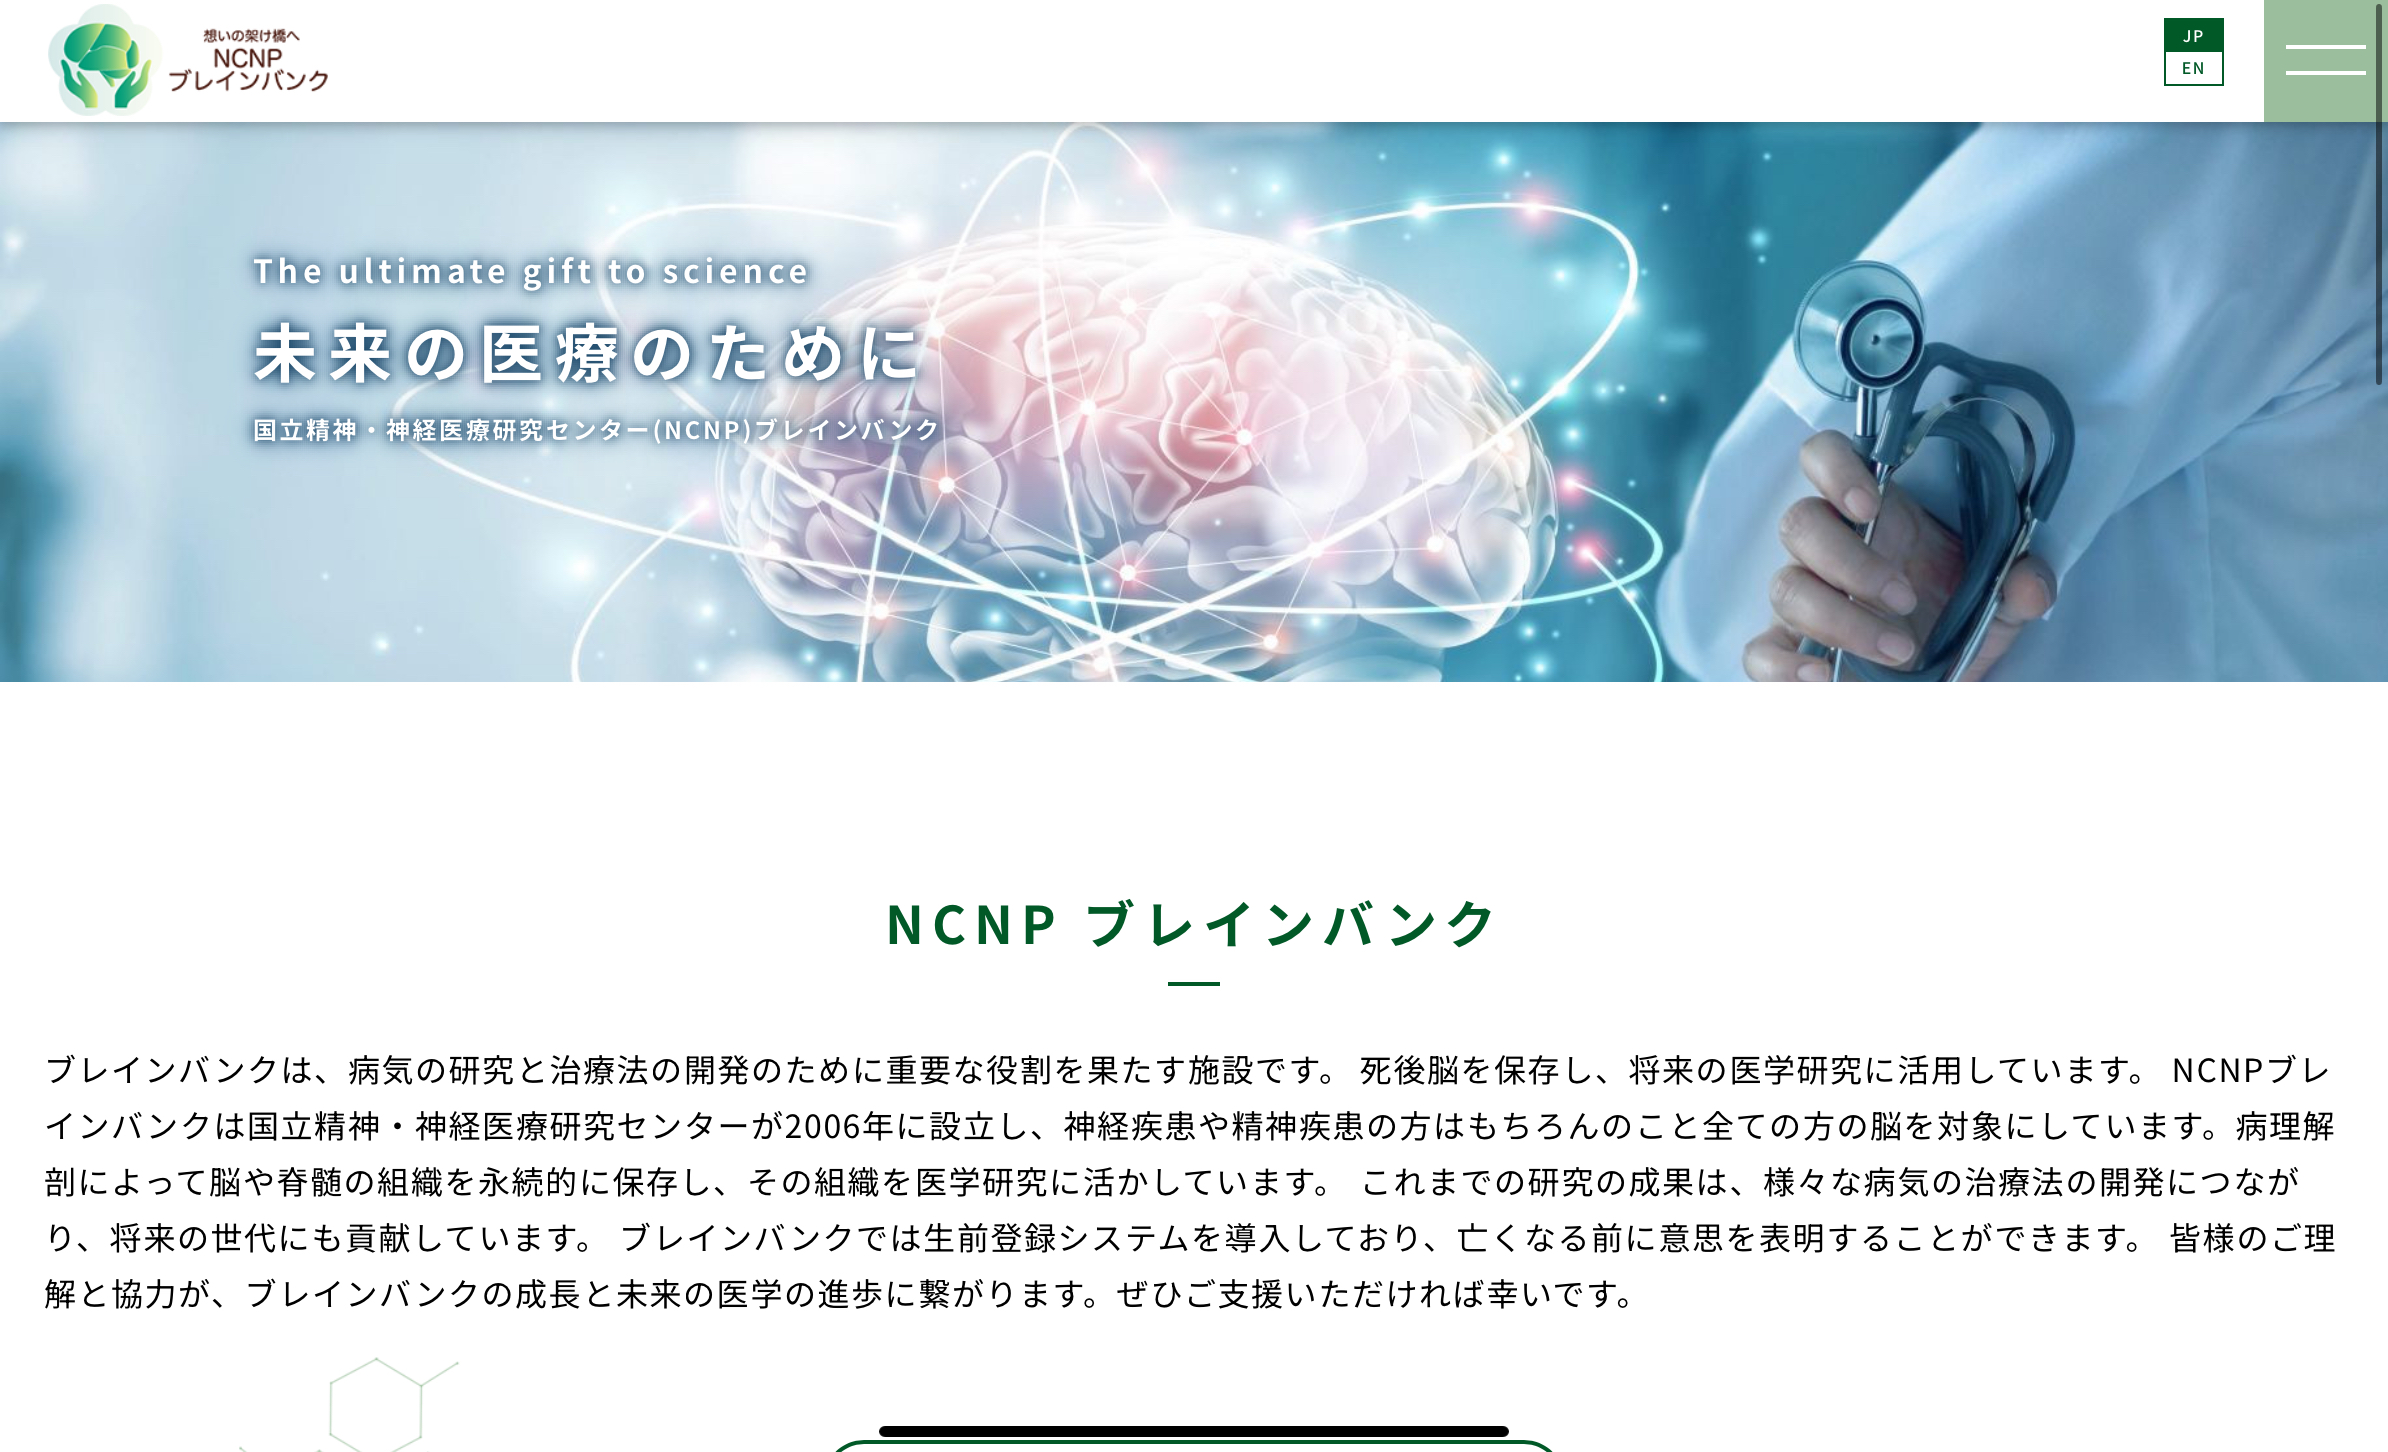 想いの架け橋へ
NCNP
ブレインバンク
JP
EN
The ultimate gift to science
未来の医療のために
国立精神・神経医療研究センター(NCNP)ブレインバンク
NCNP ブレインバンク
ブレインバンクは、病気の研究と治療法の開発のために重要な役割を果たす施設です。 死後脳を保存し、将来の医学研究に活用しています。 NCNPブレ
インバンクは国立精神・神経医療研究センターが2006年に設立し、神経疾患や精神疾患の方はもちろんのこと全ての方の脳を対象にしています。病理解
剖によって脳や脊髄の組織を永続的に保存し、その組織を医学研究に活かしています。 これまでの研究の成果は、様々な病気の治療法の開発につなが
り、将来の世代にも貢献しています。 ブレインバンクでは生前登録システムを導入しており、亡くなる前に意思を表明することができます。 皆様のご理
解と協力が、ブレインバンクの成長と未来の医学の進歩に繋がります。ぜひご支援いただければ幸いです。